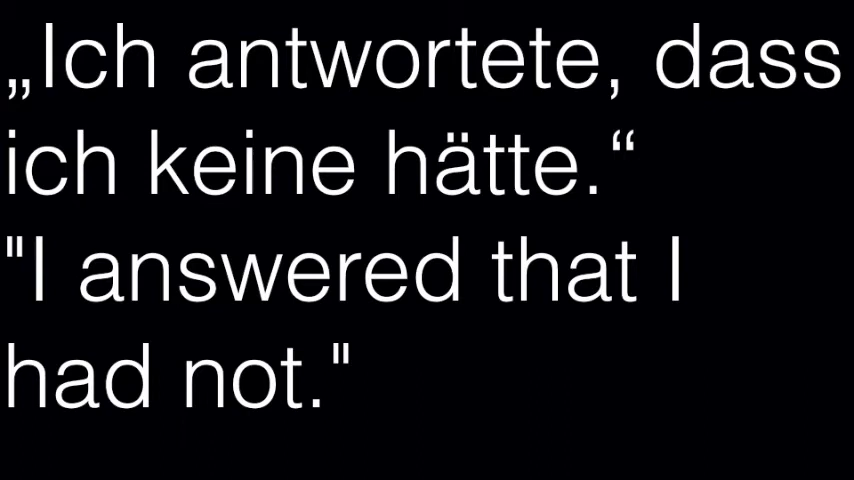 „Ich antwortete, dass
ich keine hätte.“
"I answered that I
had not."